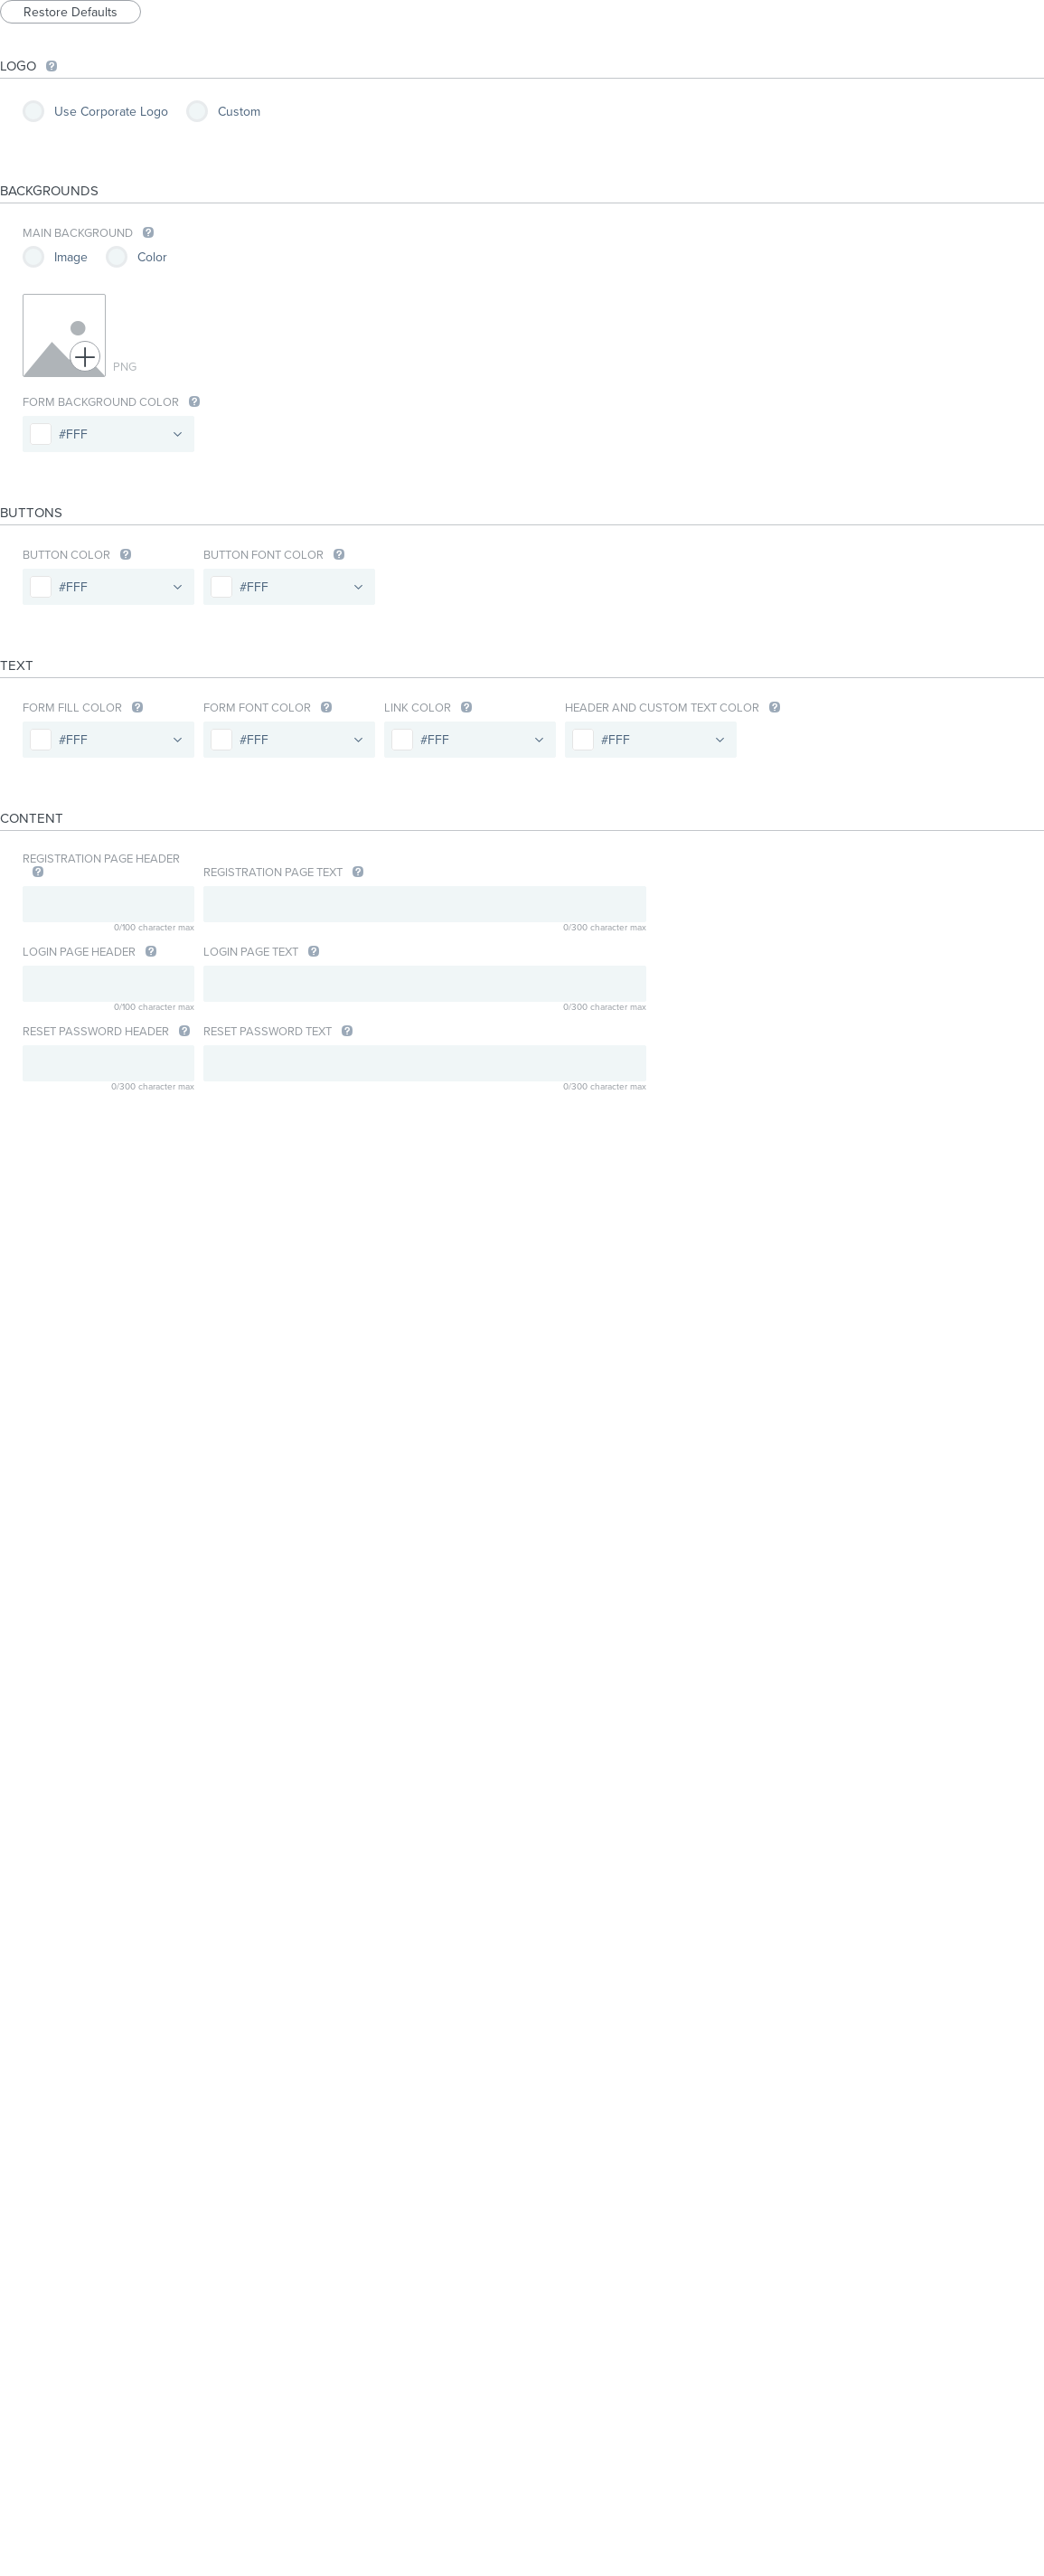 Restore Defaults
LOGO ?
Use Corporate Logo Custom
BACKGROUNDS
MAIN BACKGROUND ?
Image Color
PNG
FORM BACKGROUND COLOR ?
#FFF
BUTTONS
BUTTON COLOR ? BUTTON FONT COLOR ?
#FFF #FFF
TEXT
FORM FILL COLOR ? FORM FONT COLOR ? LINK COLOR ? HEADER AND CUSTOM TEXT COLOR ?
#FFF #FFF #FFF #FFF
CONTENT
REGISTRATION PAGE HEADER
? REGISTRATION PAGE TEXT ?
0/100 character max 0/300 character max
LOGIN PAGE HEADER ? LOGIN PAGE TEXT ?
0/100 character max 0/300 character max
RESET PASSWORD HEADER ? RESET PASSWORD TEXT ?
0/300 character max 0/300 character max